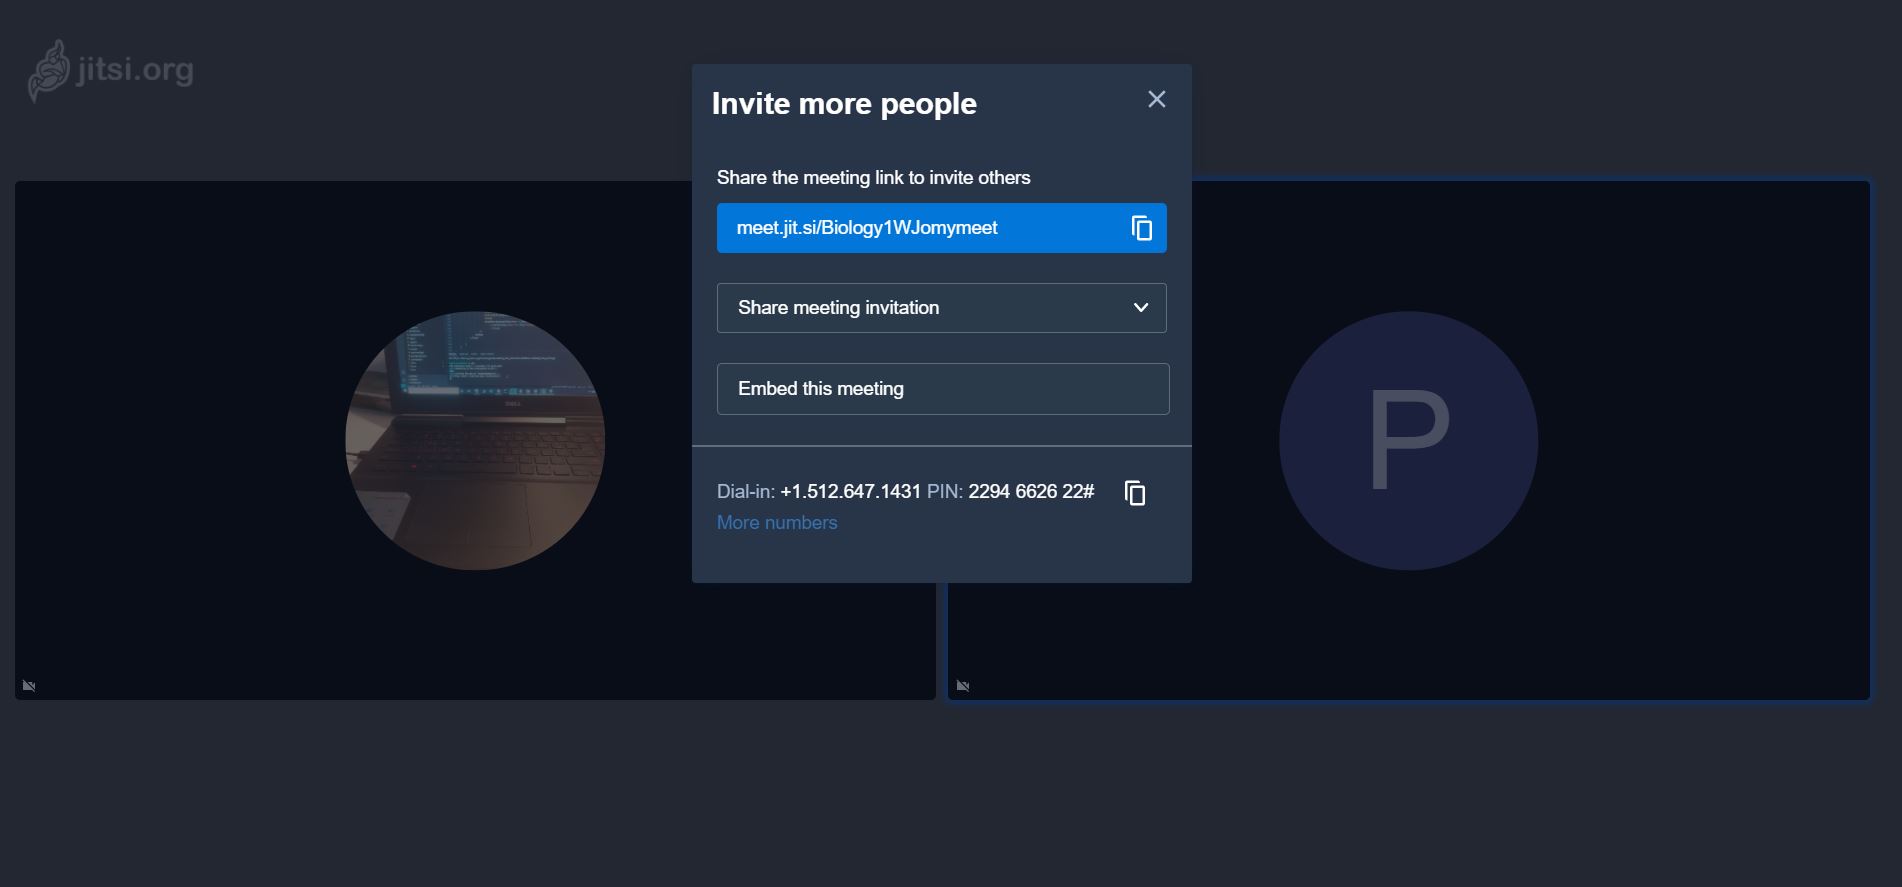 jitsi.org
Invite more people
Share the meeting link to invite others
meet.jit.si/Biology1WJomymeet
Share meeting invitation
Embed this meeting
Dial-in: +1.512.647.1431 PIN: 2294 6626 22#
More numbers
P
DELL